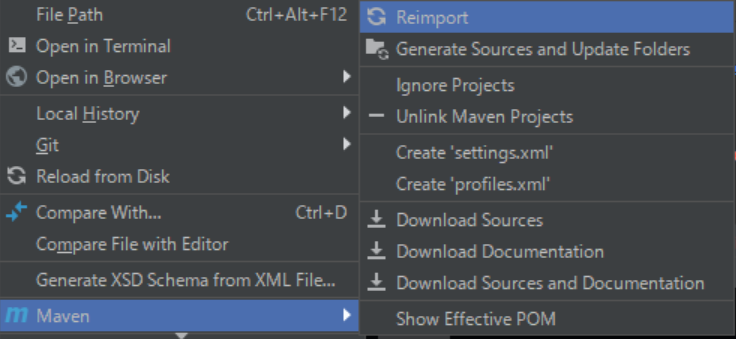 File Path Ctrl+Alt+F12
Open in Terminal
Open in Browser
Local History
Git
Reload from Disk
Compare With... Ctrl+D
Compare File with Editor
Generate XSD Schema from XML File...
m Maven
Reimport
Generate Sources and Update Folders
Ignore Projects
Unlink Maven Projects
Create 'settings.xml'
Create 'profiles.xml'
Download Sources
Download Documentation
Download Sources and Documentation
Show Effective POM